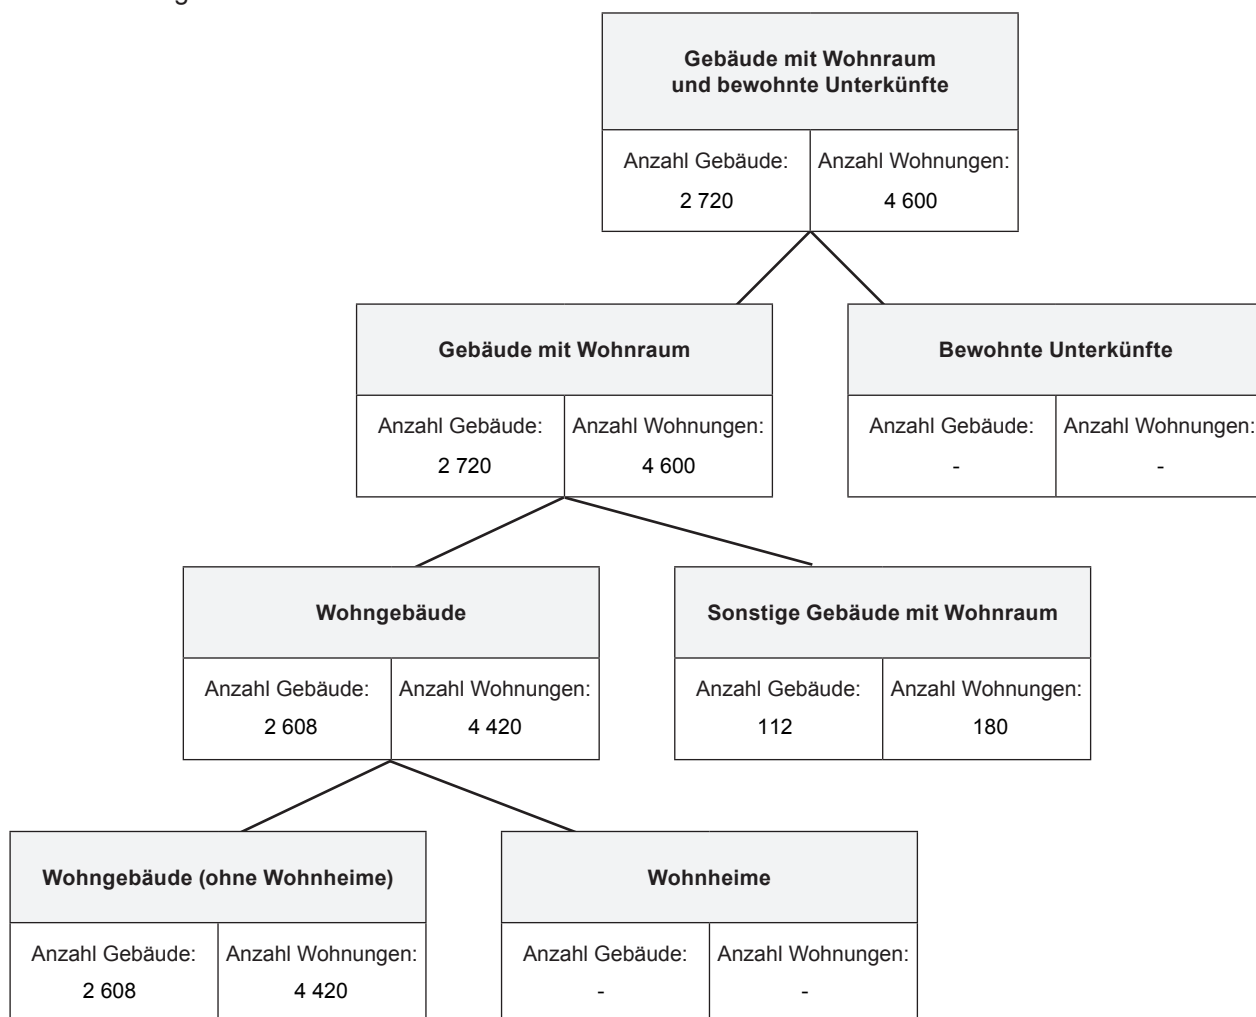 Gebäude mit Wohnraum
und bewohnte Unterkünfte
Anzahl Gebäude: Anzahl Wohnungen:
2 720 4 600
Gebäude mit Wohnraum Bewohnte Unterkünfte
Anzahl Gebäude: Anzahl Wohnungen: Anzahl Gebäude: Anzahl Wohnungen:
2 720 4 600 - -
Wohngebäude Sonstige Gebäude mit Wohnraum
Anzahl Gebäude: Anzahl Wohnungen: Anzahl Gebäude: Anzahl Wohnungen:
2 608 4 420 112 180
Wohngebäude (ohne Wohnheime) Wohnheime
Anzahl Gebäude: Anzahl Wohnungen: Anzahl Gebäude: Anzahl Wohnungen:
2 608 4 420 - -